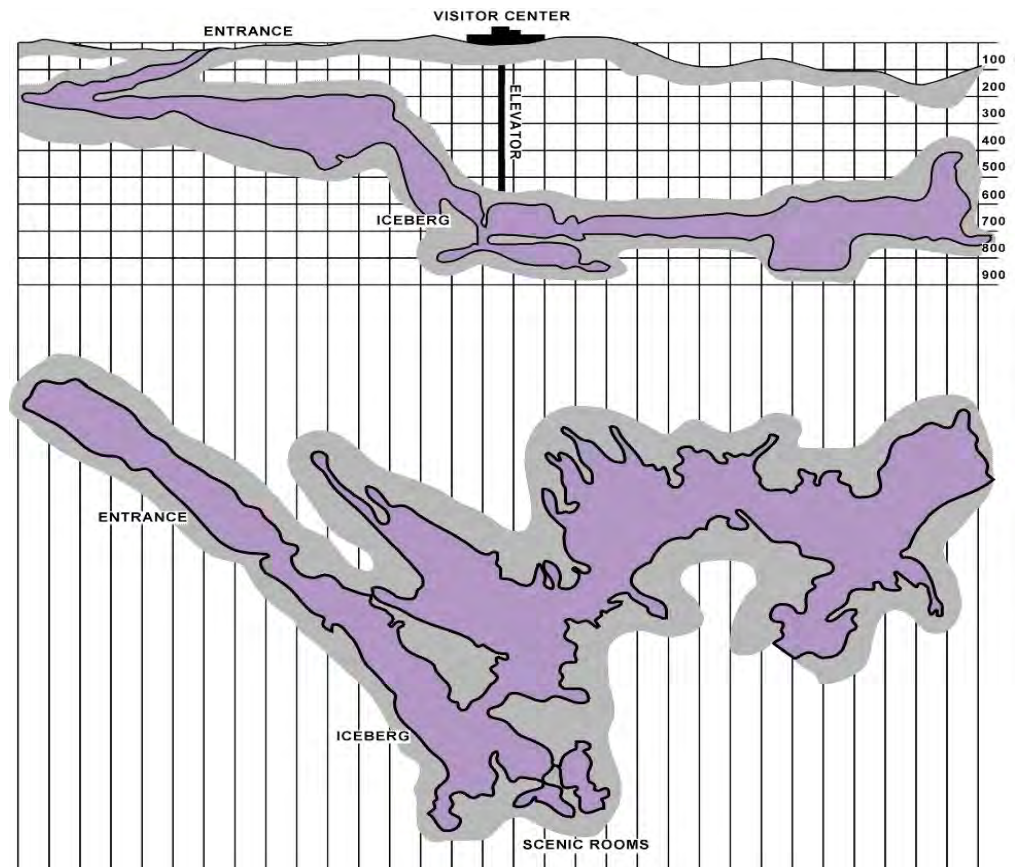 VISITOR CENTER
ENTRANCE
100
200
300
ELEVATOR
400
500
600
ICEBERG
700
800
900
ENTRANCE
ICEBERG
SCENIC ROOMS